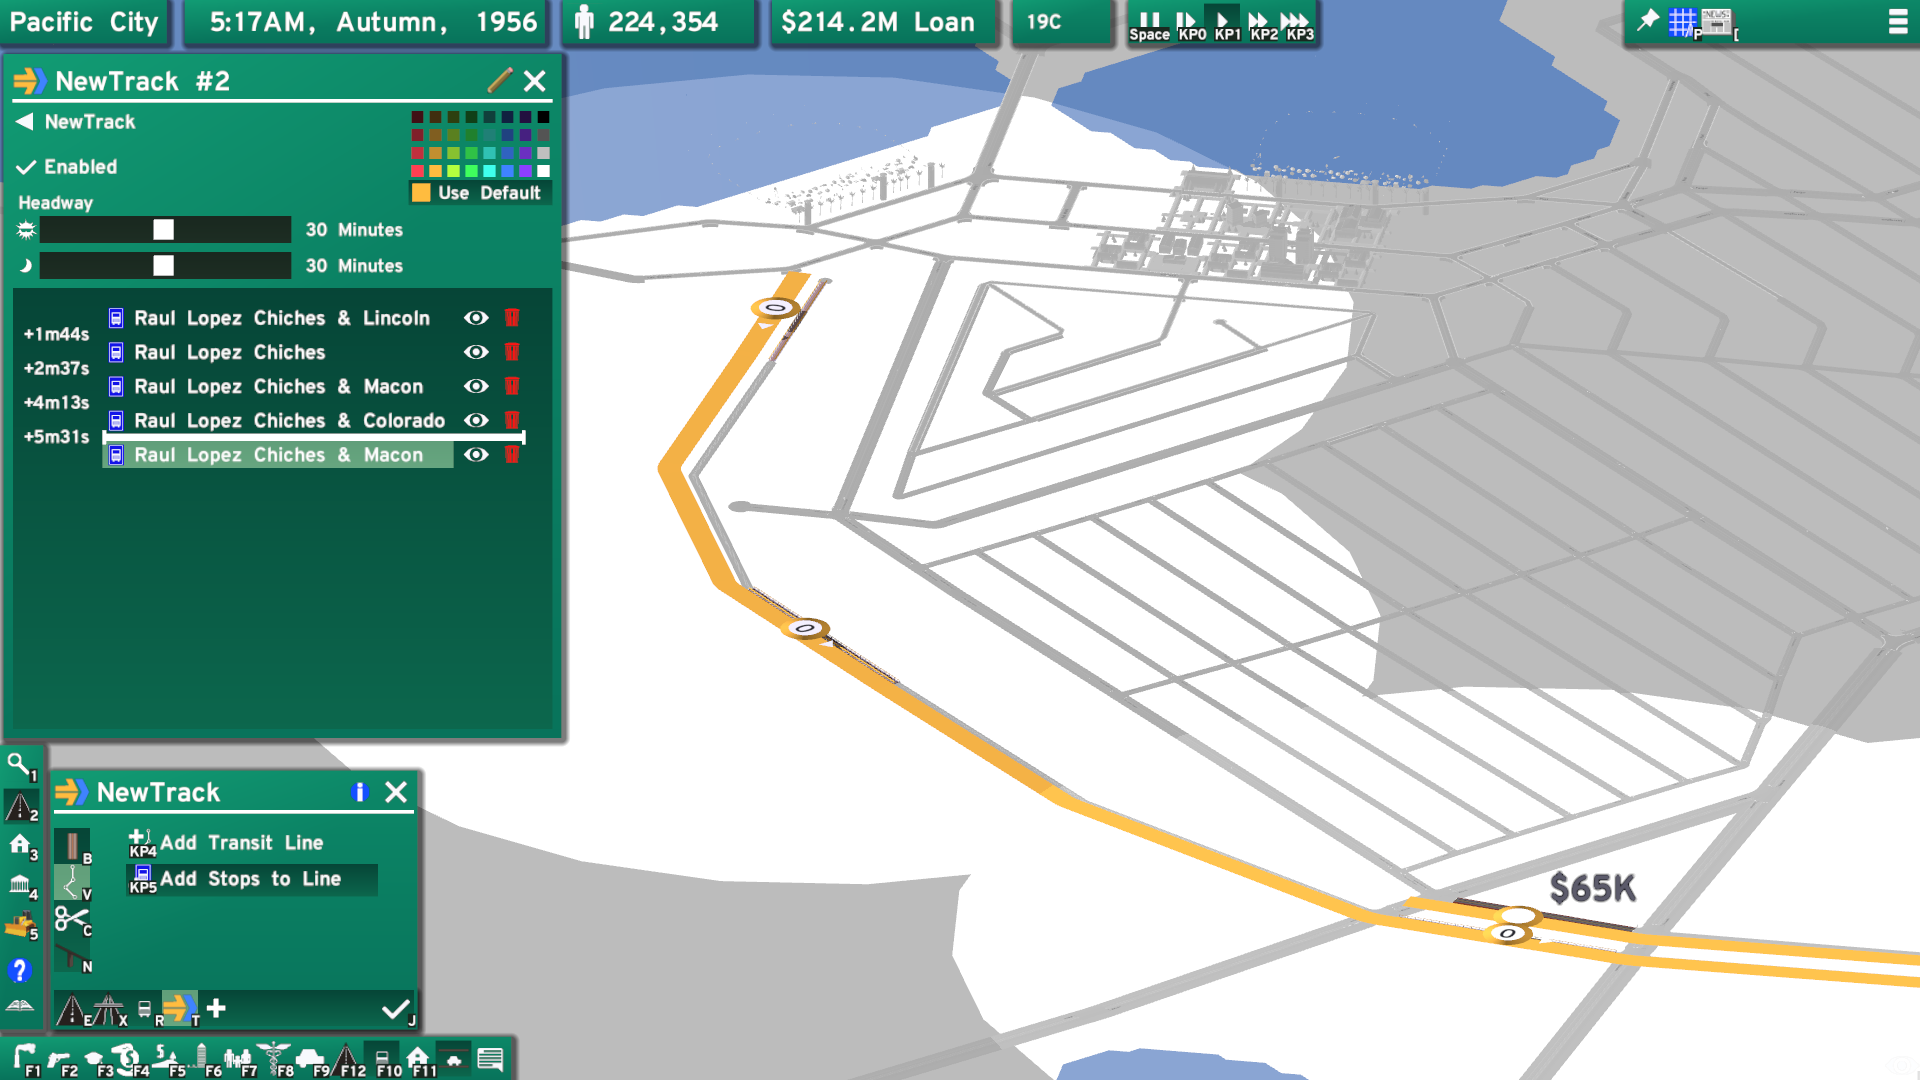 Pacific City
5:17AM, Autumn, 1956
224,354
$214.2M Loan
19C
Space KP0 KP1 KP2 KP3
P [
NEWS
NewTrack #2
NewTrack
Enabled
Use Default
Headway
30 Minutes
30 Minutes
Raul Lopez Chiches & Lincoln
+1m44s
Raul Lopez Chiches
+2m37s
Raul Lopez Chiches & Macon
+4m13s
Raul Lopez Chiches & Colorado
+5m31s
Raul Lopez Chiches & Macon
0
0
0
$65K
1
2
3
4
5
?
NewTrack
i
B
V
C
N
KP4 Add Transit Line
KP5 Add Stops to Line
E X R T J
F1 F2 F3 F4 F5 F6 F7 F8 F9 F12 F10 F11